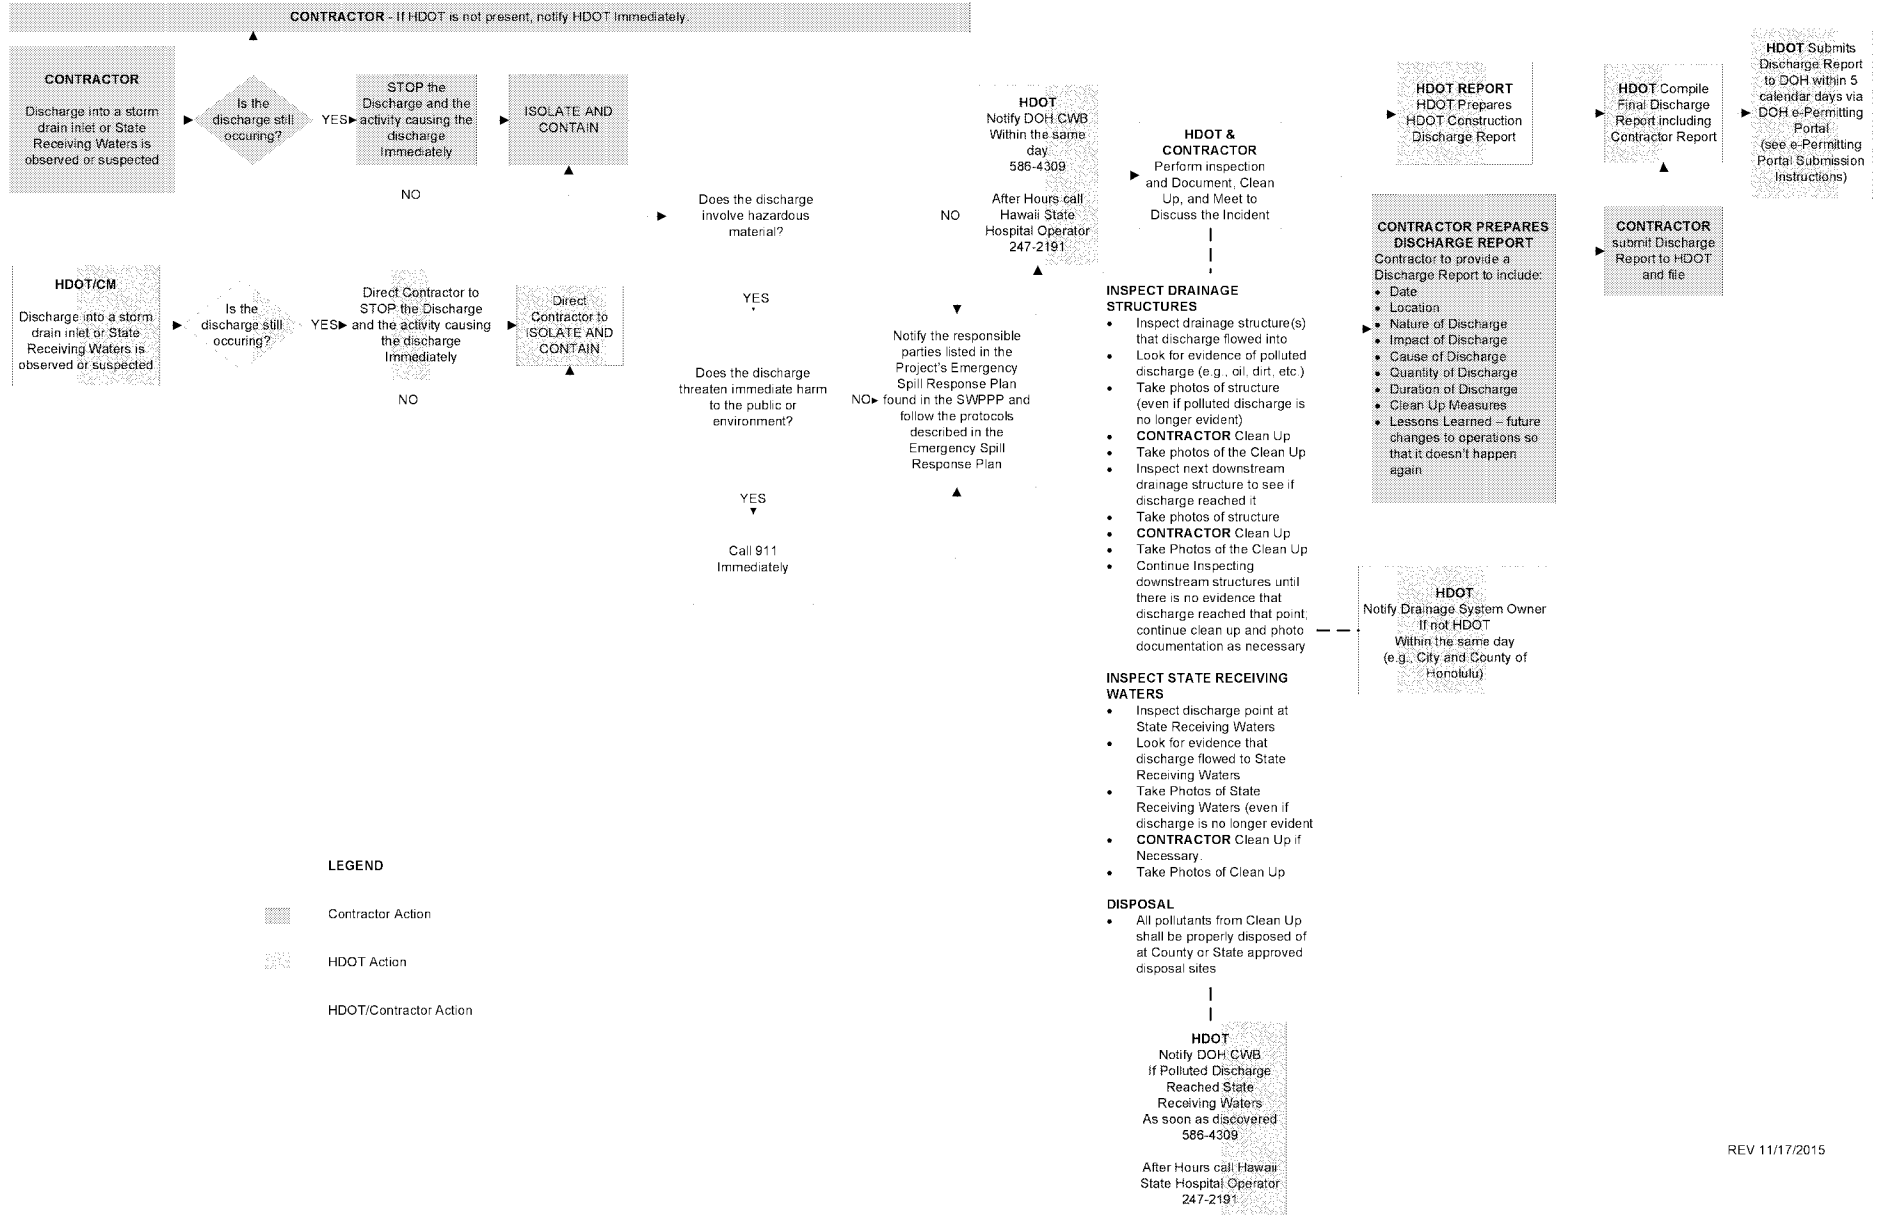 CONTRACTOR - If HDOT is not present, notify HDOT Immediately.
CONTRACTOR
Discharge into a storm
drain inlet or State
Receiving Waters is
observed or suspected
Is the
discharge still
occuring?
YES
STOP the
Discharge and the
activity causing the
discharge
Immediately
NO
ISOLATE AND
CONTAIN
HDOT/CM
Discharge into a storm
drain inlet or State
Receiving Waters is
observed or suspected
Is the
discharge still
occuring?
YES
Direct Contractor to
STOP the Discharge
and the activity causing
the discharge
Immediately
NO
Direct
Contractor to
ISOLATE AND
CONTAIN
Does the discharge
involve hazardous
material?
NO
YES
Does the discharge
threaten immediate harm
to the public or
environment?
NO
YES
Call 911
Immediately
Notify the responsible
parties listed in the
Project's Emergency
Spill Response Plan
found in the SWPPP and
follow the protocols
described in the
Emergency Spill
Response Plan
HDOT
Notify DOH CWB
Within the same
day
586-4309
After Hours call
Hawaii State
Hospital Operator
247-2191
HDOT &
CONTRACTOR
Perform inspection
and Document, Clean
Up, and Meet to
Discuss the Incident
INSPECT DRAINAGE
STRUCTURES
• Inspect drainage structure(s)
that discharge flowed into
• Look for evidence of polluted
discharge (e.g., oil, dirt, etc.)
• Take photos of structure
(even if polluted discharge is
no longer evident)
• CONTRACTOR Clean Up
• Take photos of the Clean Up
• Inspect next downstream
drainage structure to see if
discharge reached it
• Take photos of structure
• CONTRACTOR Clean Up
• Take Photos of the Clean Up
• Continue Inspecting
downstream structures until
there is no evidence that
discharge reached that point;
continue clean up and photo
documentation as necessary
INSPECT STATE RECEIVING
WATERS
• Inspect discharge point at
State Receiving Waters
• Look for evidence that
discharge flowed to State
Receiving Waters
• Take Photos of State
Receiving Waters (even if
discharge is no longer evident
• CONTRACTOR Clean Up if
Necessary.
• Take Photos of Clean Up
DISPOSAL
• All pollutants from Clean Up
shall be properly disposed of
at County or State approved
disposal sites
HDOT
Notify DOH CWB
If Polluted Discharge
Reached State
Receiving Waters
As soon as discovered
586-4309
After Hours call Hawaii
State Hospital Operator
247-2191
HDOT REPORT
HDOT Prepares
HDOT Construction
Discharge Report
CONTRACTOR PREPARES
DISCHARGE REPORT
Contractor to provide a
Discharge Report to include:
• Date
• Location
• Nature of Discharge
• Impact of Discharge
• Cause of Discharge
• Quantity of Discharge
• Duration of Discharge
• Clean Up Measures
• Lessons Learned – future
changes to operations so
that it doesn't happen
again
HDOT
Notify Drainage System Owner
If not HDOT
Within the same day
(e.g., City and County of
Honolulu)
HDOT Compile
Final Discharge
Report including
Contractor Report
CONTRACTOR
submit Discharge
Report to HDOT
and file
HDOT Submits
Discharge Report
to DOH within 5
calendar days via
DOH e-Permitting
Portal
(see e-Permitting
Portal Submission
Instructions)
LEGEND
Contractor Action
HDOT Action
HDOT/Contractor Action
REV 11/17/2015